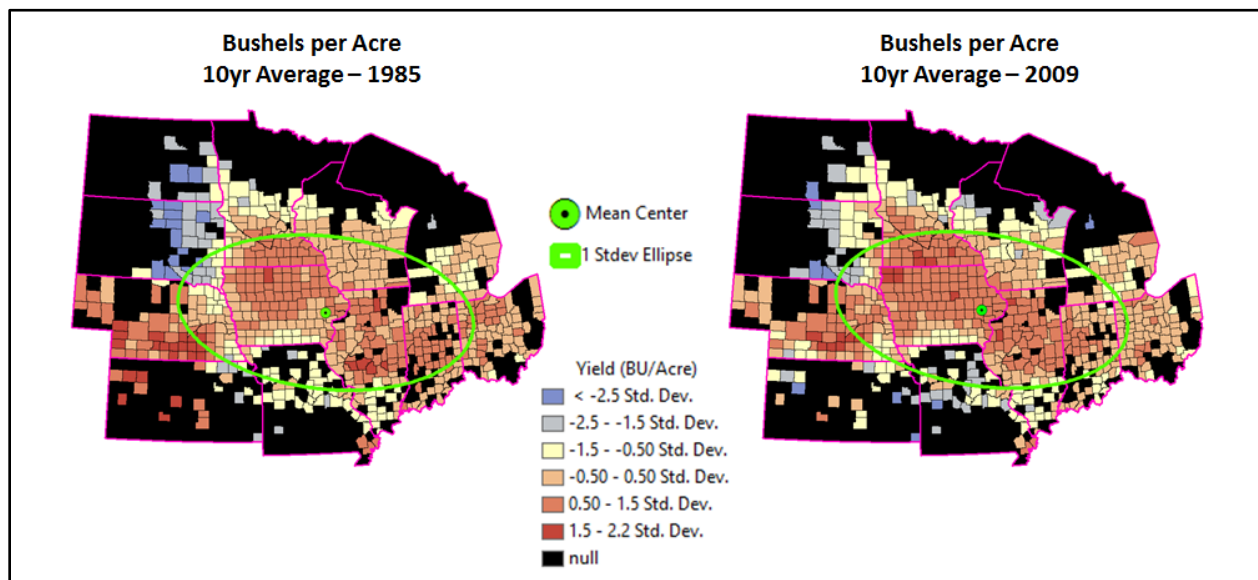 Bushels per Acre
10yr Average – 1985
Bushels per Acre
10yr Average – 2009
Mean Center
1 Stdev Ellipse
Yield (BU/Acre)
< -2.5 Std. Dev.
-2.5 - -1.5 Std. Dev.
-1.5 - -0.50 Std. Dev.
-0.50 - 0.50 Std. Dev.
0.50 - 1.5 Std. Dev.
1.5 - 2.2 Std. Dev.
null